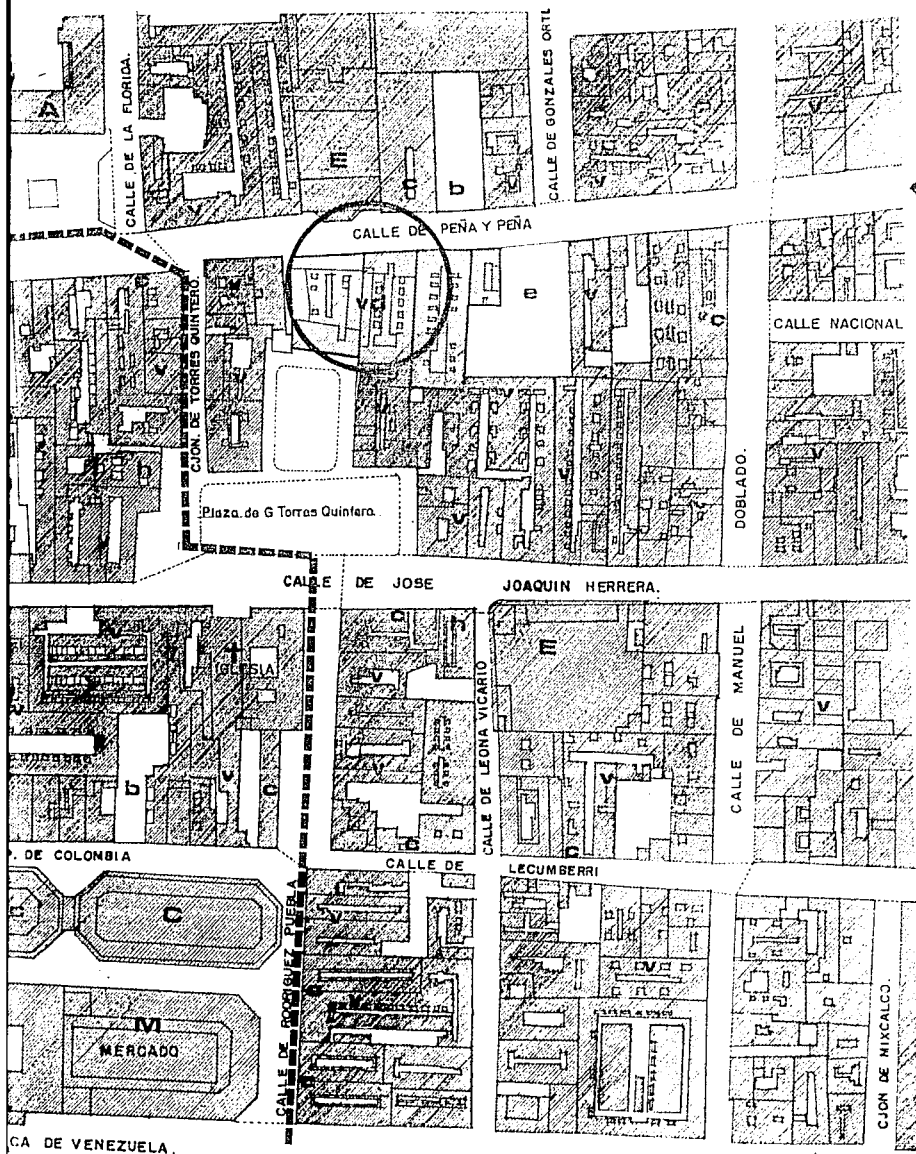 CALLE DE LA FLORIDA.
CALLE DE GONZALES ORTI
A
E
b
v
CALLE DE PEÑA Y PEÑA
CJON. DE TORRES QUINTERO.
v
e
v
c
CALLE NACIONAL
Plaza. de G Torres Quintero.
v
v
DOBLADO.
CALLE DE JOSE JOAQUIN HERRERA.
IGLESIA
E
v
CALLE DE LEONA VICARIO
CALLE DE MANUEL
v
b
v
c
P. DE COLOMBIA
CALLE DE LECUMBERRI
C
CALLE DE RODRIGUEZ PUEBLA
v
v
M
MERCADO
CJON DE MIXCALCO.
CA DE VENEZUELA.